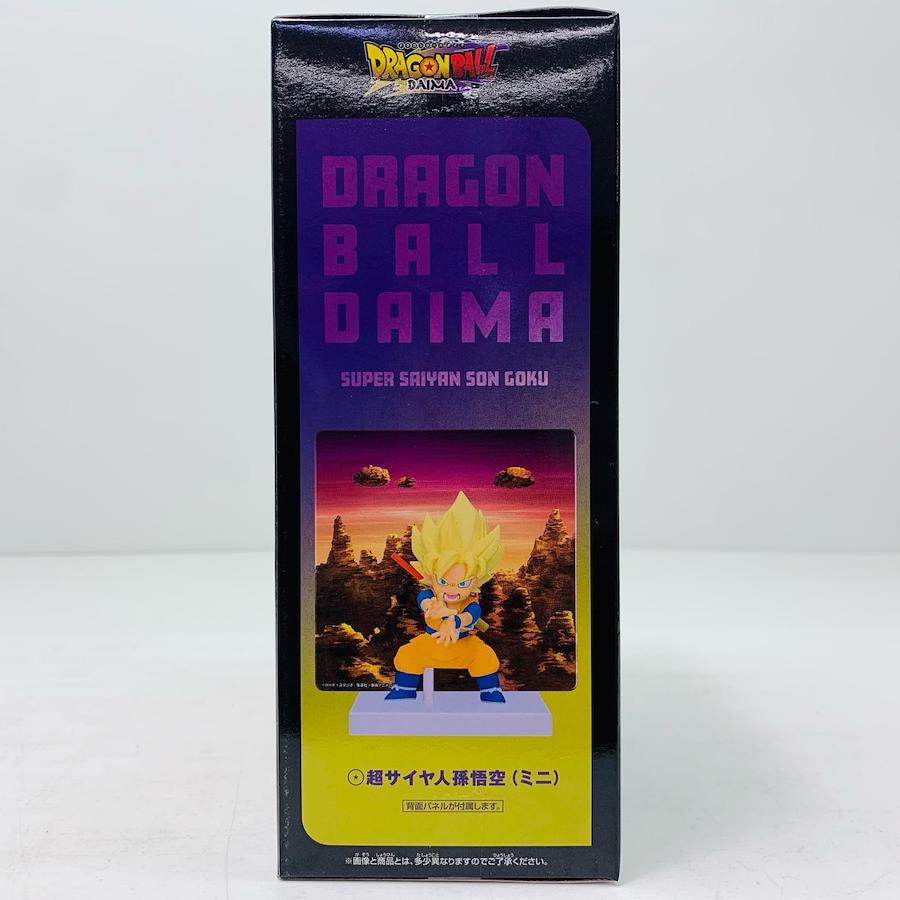 DRAGON BALL
DAIMA
DRAGON
BALL
DAIMA
SUPER SAIYAN SON GOKU
超サイヤ人孫悟空(ミニ)
背面パネルが付属します。
※画像と商品とは、多少異なりますのでご了承ください。